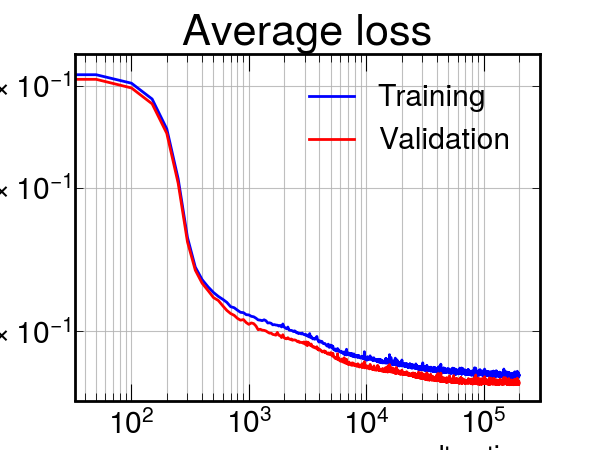 Average loss
× 10⁻¹
Training
Validation
× 10⁻¹
× 10⁻¹
10² 10³ 10⁴ 10⁵